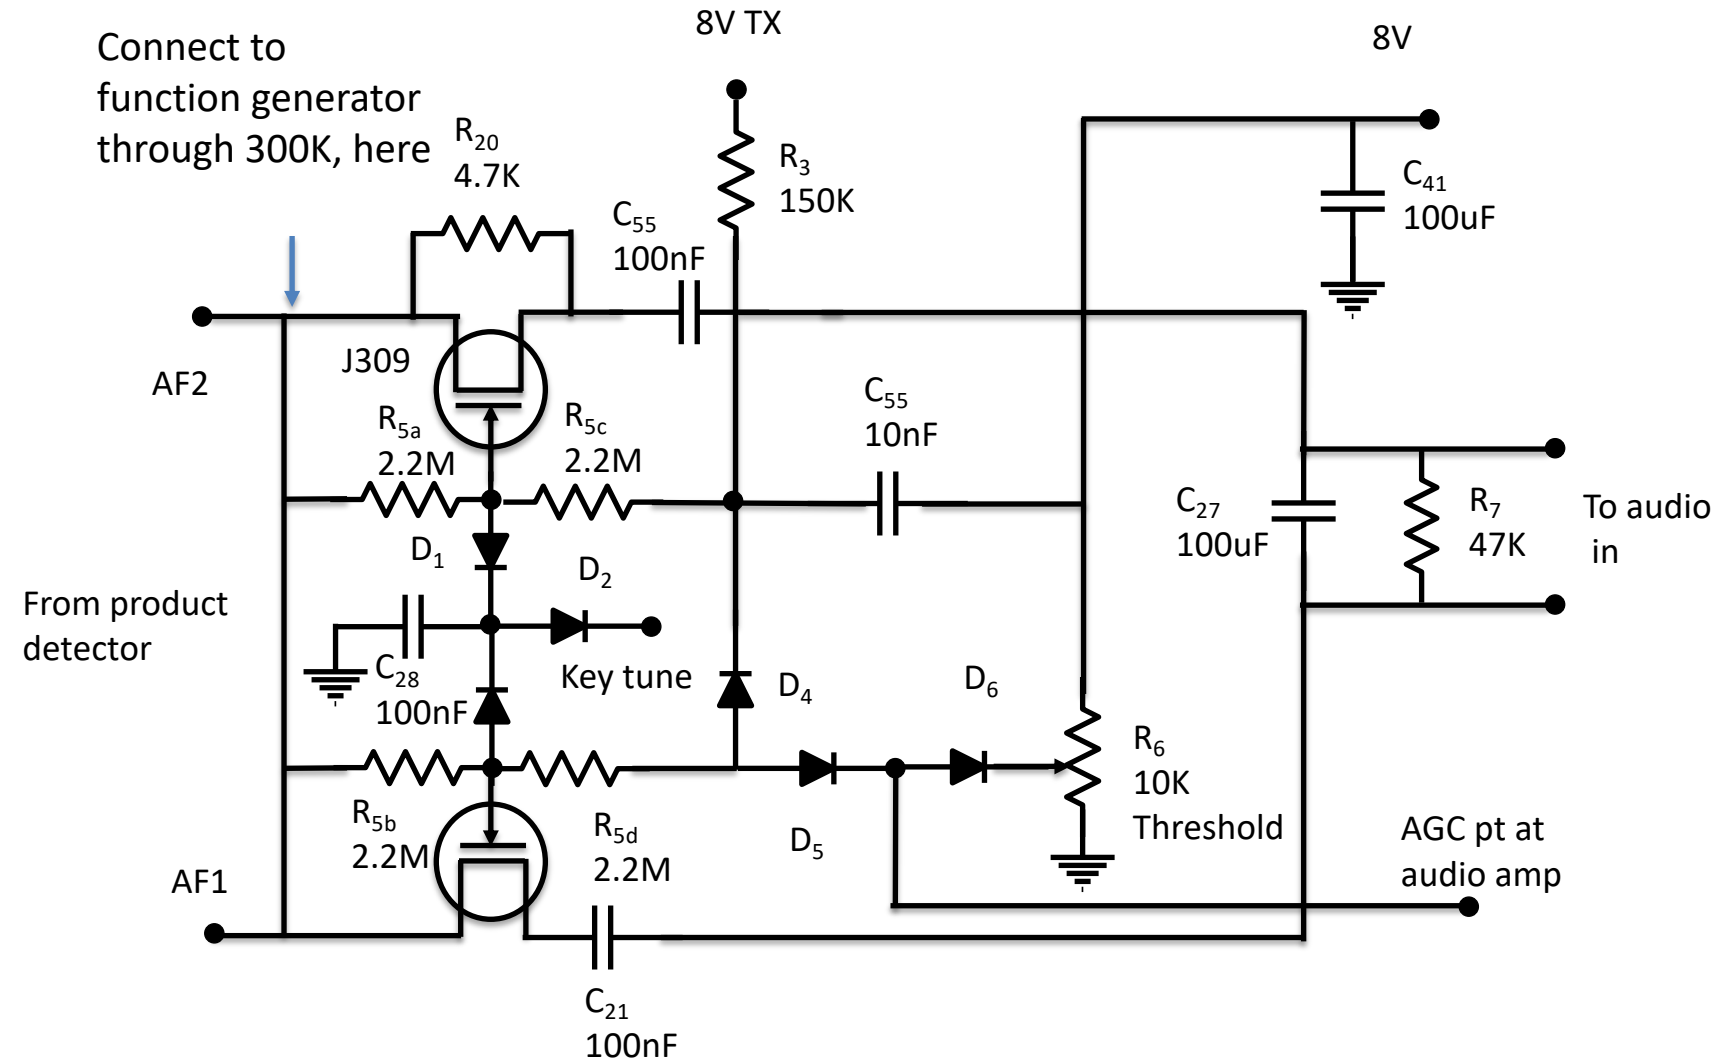 8V TX
8V
Connect to
function generator
through 300K, here
R20
4.7K
R3
150K
C41
100uF
C55
100nF
J309
AF2
R5a
2.2M
R5c
2.2M
C55
10nF
C27
100uF
R7
47K
To audio
in
D1
D2
From product
detector
C28
100nF
Key tune
D4
D6
R6
10K
Threshold
R5b
2.2M
R5d
2.2M
D5
AGC pt at
audio amp
AF1
C21
100nF